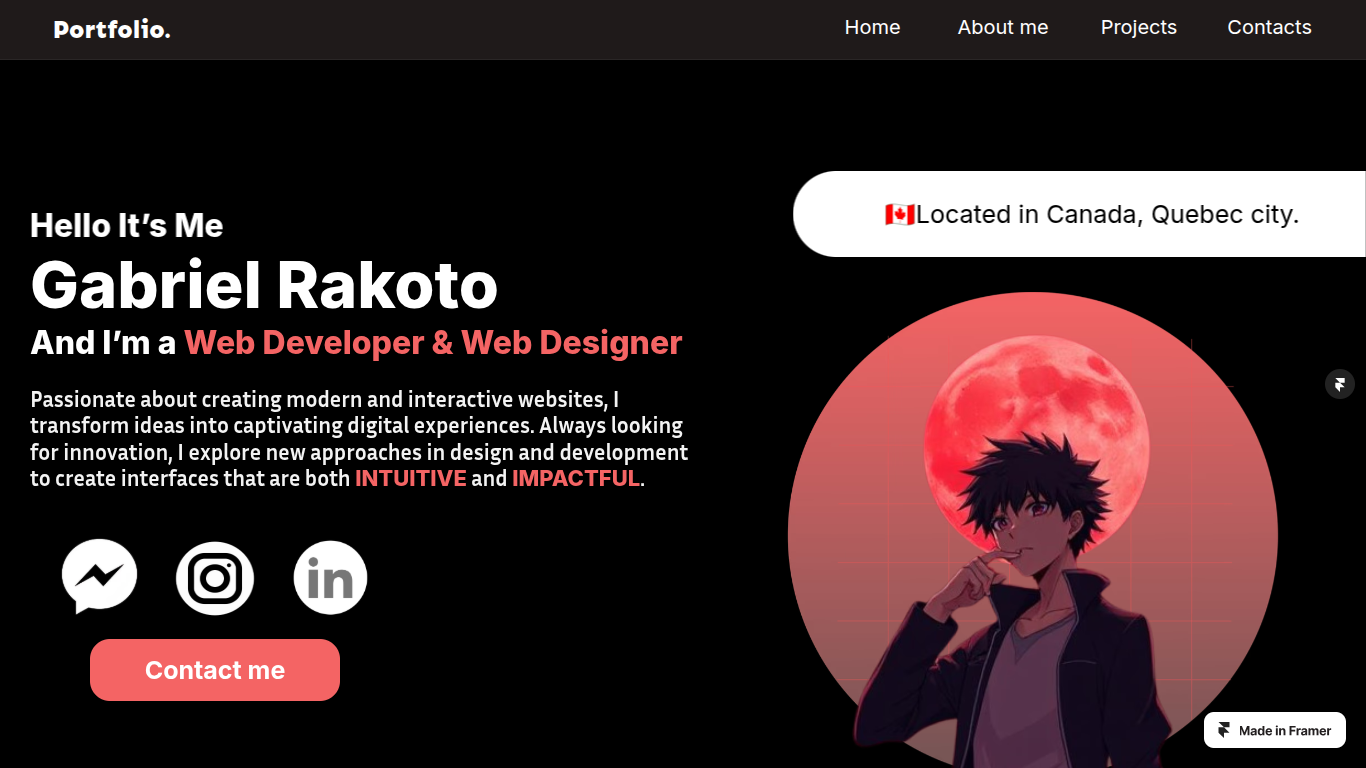 Portfolio.
Home
About me
Projects
Contacts
🇨🇦Located in Canada, Quebec city.
Hello It’s Me
Gabriel Rakoto
And I’m a Web Developer & Web Designer
Passionate about creating modern and interactive websites, I
transform ideas into captivating digital experiences. Always looking
for innovation, I explore new approaches in design and development
to create interfaces that are both INTUITIVE and IMPACTFUL.
in
Contact me
Made in Framer